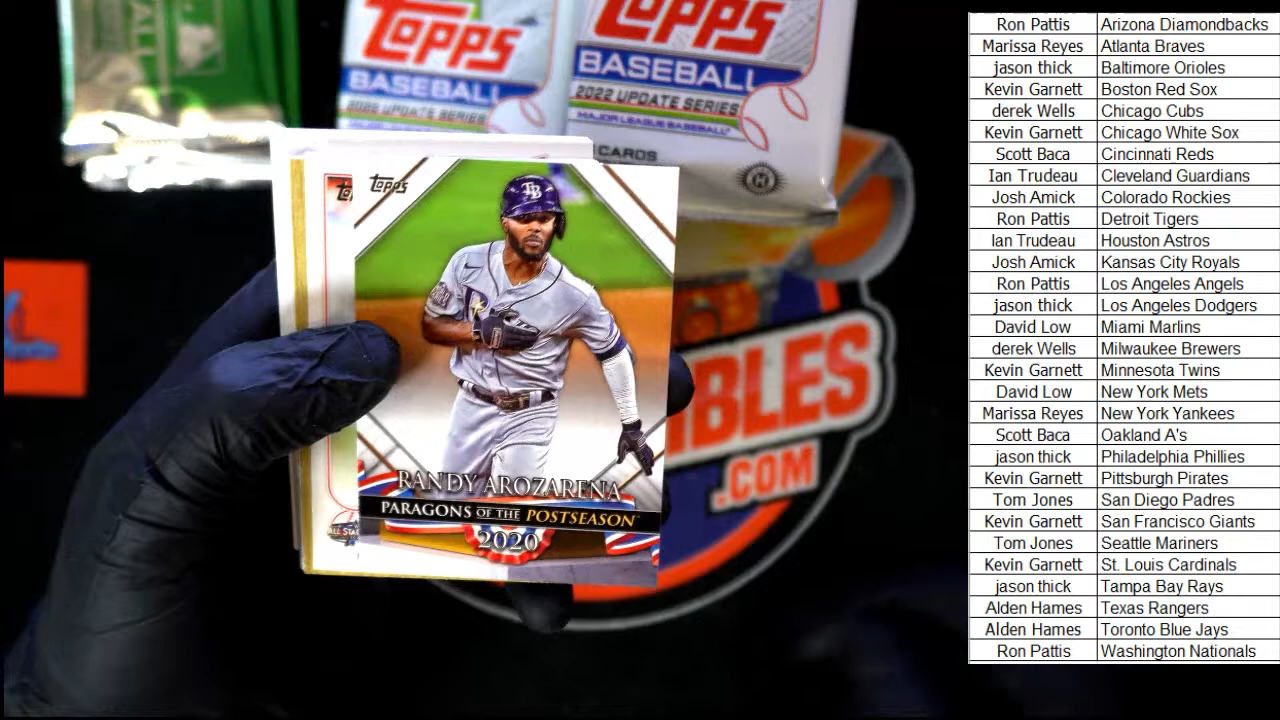 Topps
BASEBALL
2022 UPDATE SERIES
Topps
BASEBALL
2022 UPDATE SERIES
MAJOR LEAGUE BASEBALL
CARDS
Topps
TB
RANDY AROZARENA
PARAGONS OF THE POSTSEASON
2020
ALL STAR
IBLES
.COM
Ron Pattis Arizona Diamondbacks
Marissa Reyes Atlanta Braves
jason thick Baltimore Orioles
Kevin Garnett Boston Red Sox
derek Wells Chicago Cubs
Kevin Garnett Chicago White Sox
Scott Baca Cincinnati Reds
Ian Trudeau Cleveland Guardians
Josh Amick Colorado Rockies
Ron Pattis Detroit Tigers
Ian Trudeau Houston Astros
Josh Amick Kansas City Royals
Ron Pattis Los Angeles Angels
jason thick Los Angeles Dodgers
David Low Miami Marlins
derek Wells Milwaukee Brewers
Kevin Garnett Minnesota Twins
David Low New York Mets
Marissa Reyes New York Yankees
Scott Baca Oakland A's
jason thick Philadelphia Phillies
Kevin Garnett Pittsburgh Pirates
Tom Jones San Diego Padres
Kevin Garnett San Francisco Giants
Tom Jones Seattle Mariners
Kevin Garnett St. Louis Cardinals
jason thick Tampa Bay Rays
Alden Hames Texas Rangers
Alden Hames Toronto Blue Jays
Ron Pattis Washington Nationals